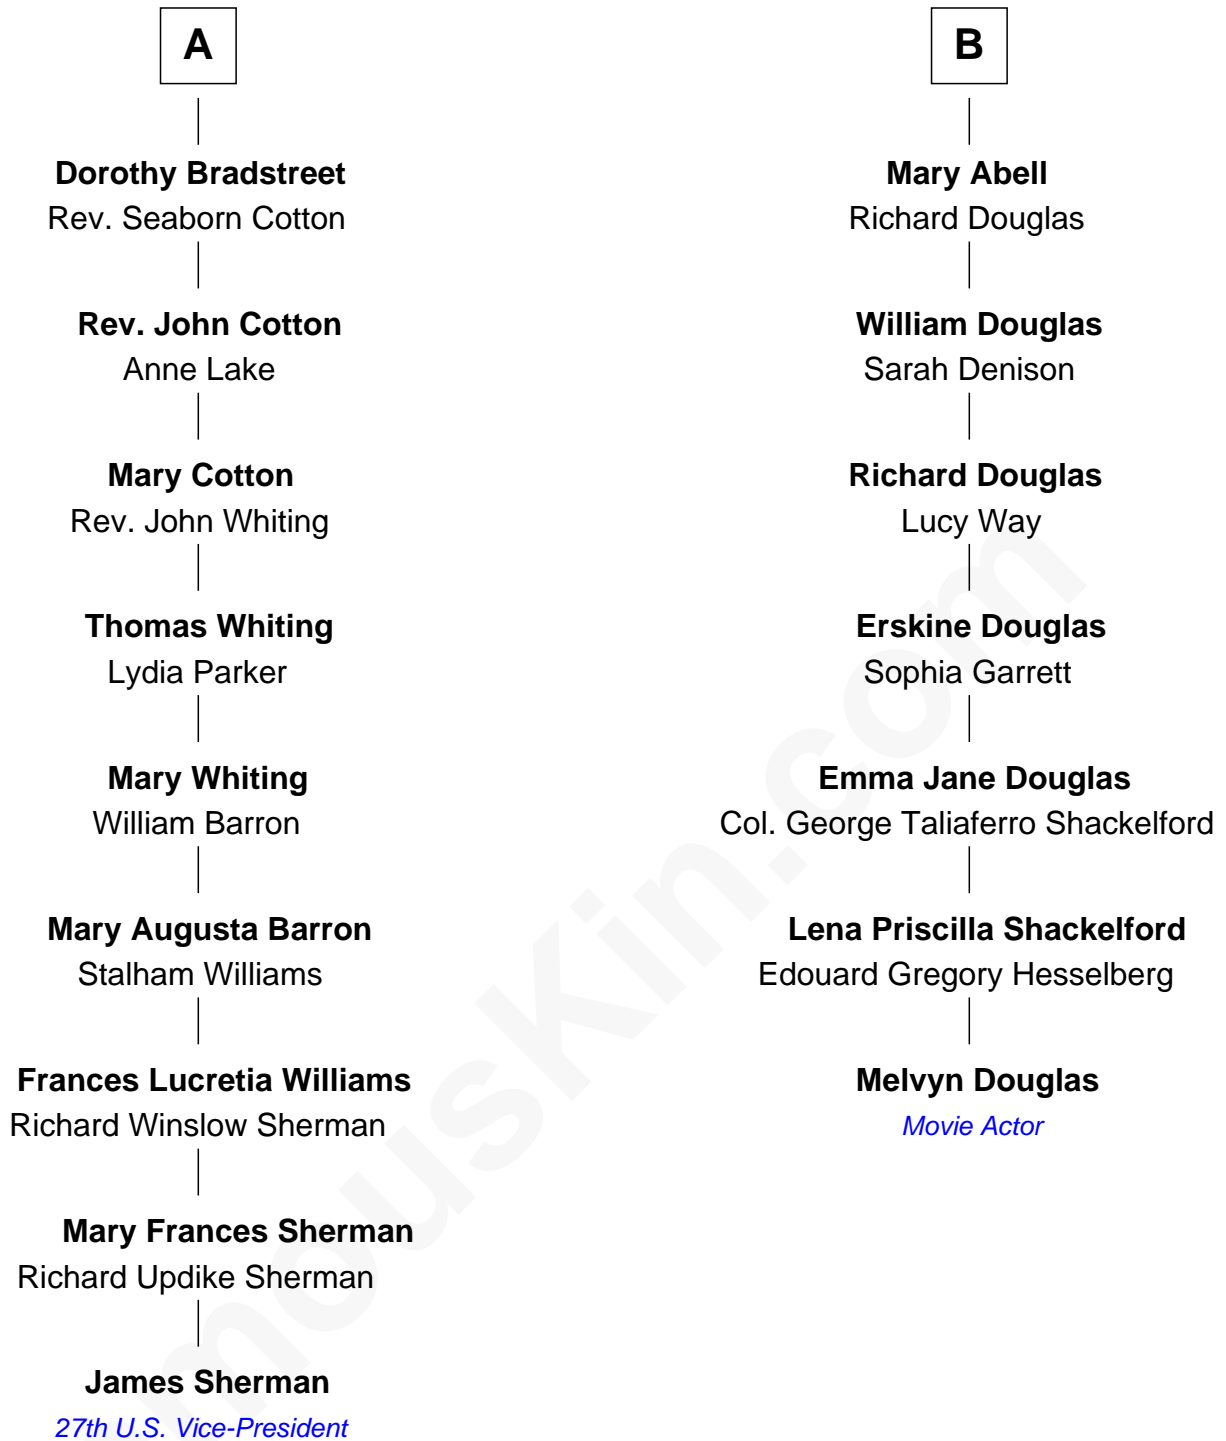 A
Dorothy Bradstreet
Rev. Seaborn Cotton
Rev. John Cotton
Anne Lake
Mary Cotton
Rev. John Whiting
Thomas Whiting
Lydia Parker
Mary Whiting
William Barron
Mary Augusta Barron
Stalham Williams
Frances Lucretia Williams
Richard Winslow Sherman
Mary Frances Sherman
Richard Updike Sherman
James Sherman
27th U.S. Vice-President
B
Mary Abell
Richard Douglas
William Douglas
Sarah Denison
Richard Douglas
Lucy Way
Erskine Douglas
Sophia Garrett
Emma Jane Douglas
Col. George Taliaferro Shackelford
Lena Priscilla Shackelford
Edouard Gregory Hesselberg
Melvyn Douglas
Movie Actor
mousKin.com